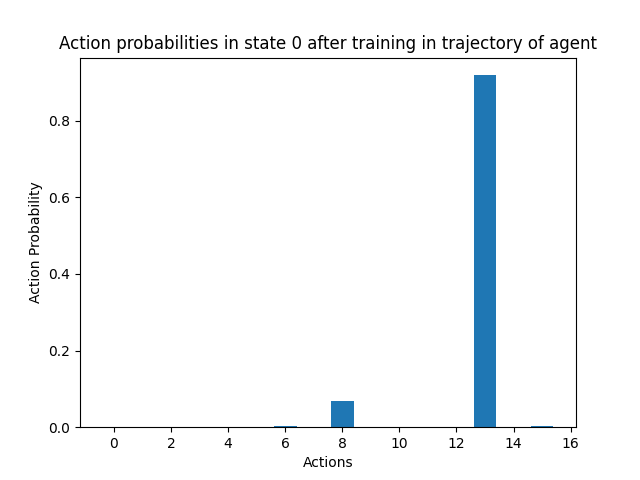 Action probabilities in state 0 after training in trajectory of agent
Action Probability
0.8
0.6
0.4
0.2
0.0
0 2 4 6 8 10 12 14 16
Actions